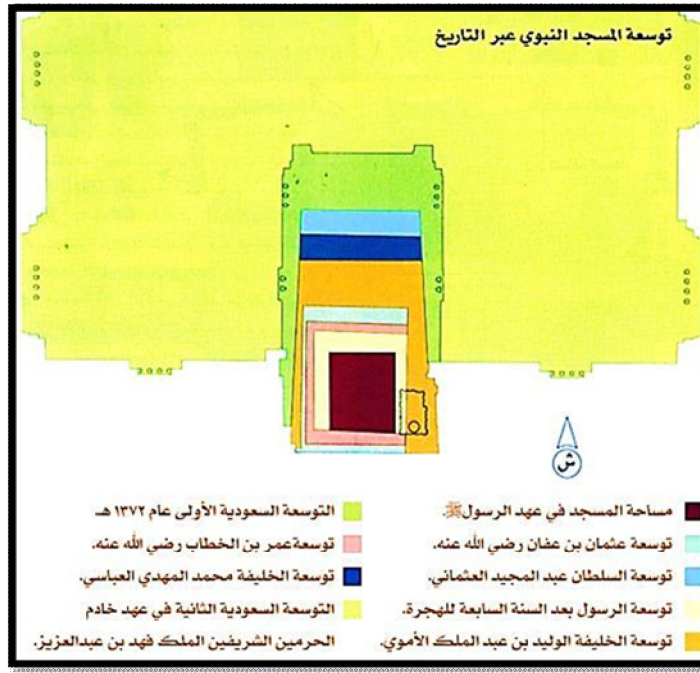 توسعة المسجد النبوي عبر التاريخ
ش
مساحة المسجد في عهد الرسول ﷺ.
توسعة عثمان بن عفان رضي الله عنه.
توسعة السلطان عبد المجيد العثماني.
توسعة الرسول بعد السنة السابعة للهجرة.
توسعة الخليفة الوليد بن عبد الملك الأموي.
التوسعة السعودية الأولى عام ١٣٧٢ هـ
توسعة عمر بن الخطاب رضي الله عنه.
توسعة الخليفة محمد المهدي العباسي.
التوسعة السعودية الثانية في عهد خادم
الحرمين الشريفين الملك فهد بن عبدالعزيز.